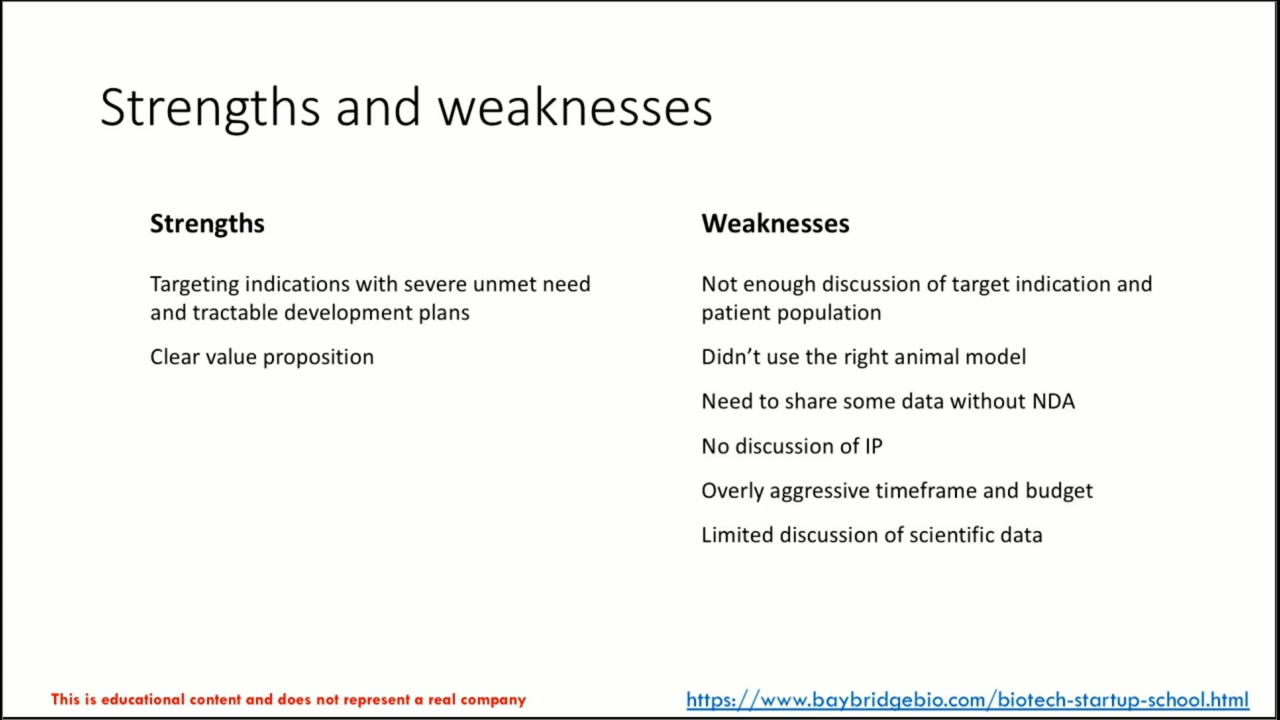 Strengths and weaknesses
Strengths
Targeting indications with severe unmet need
and tractable development plans
Clear value proposition
Weaknesses
Not enough discussion of target indication and
patient population
Didn’t use the right animal model
Need to share some data without NDA
No discussion of IP
Overly aggressive timeframe and budget
Limited discussion of scientific data
This is educational content and does not represent a real company
https://www.baybridgebio.com/biotech-startup-school.html